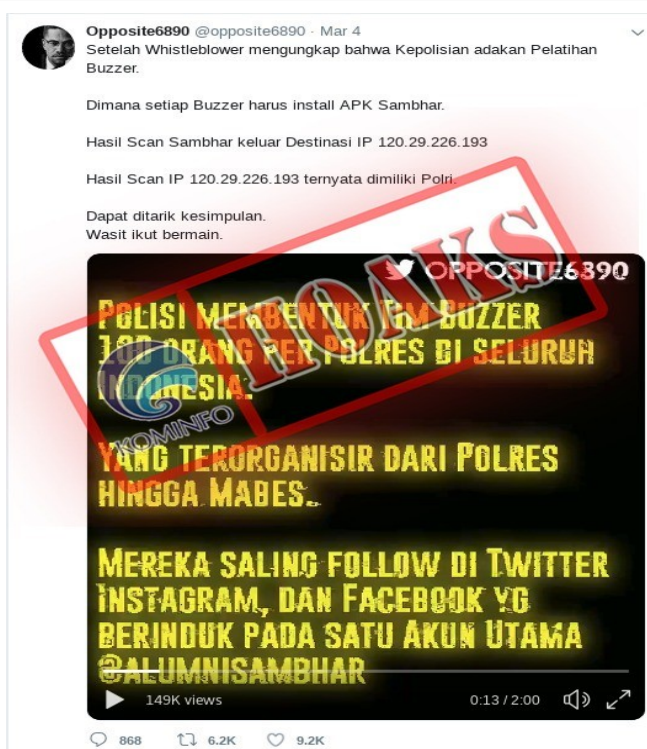 Opposite6890 @opposite6890 · Mar 4
Setelah Whistleblower mengungkap bahwa Kepolisian adakan Pelatihan
Buzzer.
Dimana setiap Buzzer harus install APK Sambhar.
Hasil Scan Sambhar keluar Destinasi IP 120.29.226.193
Hasil Scan IP 120.29.226.193 ternyata dimiliki Polri.
Dapat ditarik kesimpulan.
Wasit ikut bermain.
OPPOSITE6890
HOAKS
KOMINFO
POLISI MEMBENTUK TIM BUZZER
100 ORANG PER POLRES DI SELURUH
INDONESIA.
YANG TERORGANISIR DARI POLRES
HINGGA MABES..
MEREKA SALING FOLLOW DI TWITTER
INSTAGRAM, DAN FACEBOOK YG
BERINDUK PADA SATU AKUN UTAMA
@ALUMNISAMBHAR
149K views
0:13 / 2:00
868 6.2K 9.2K